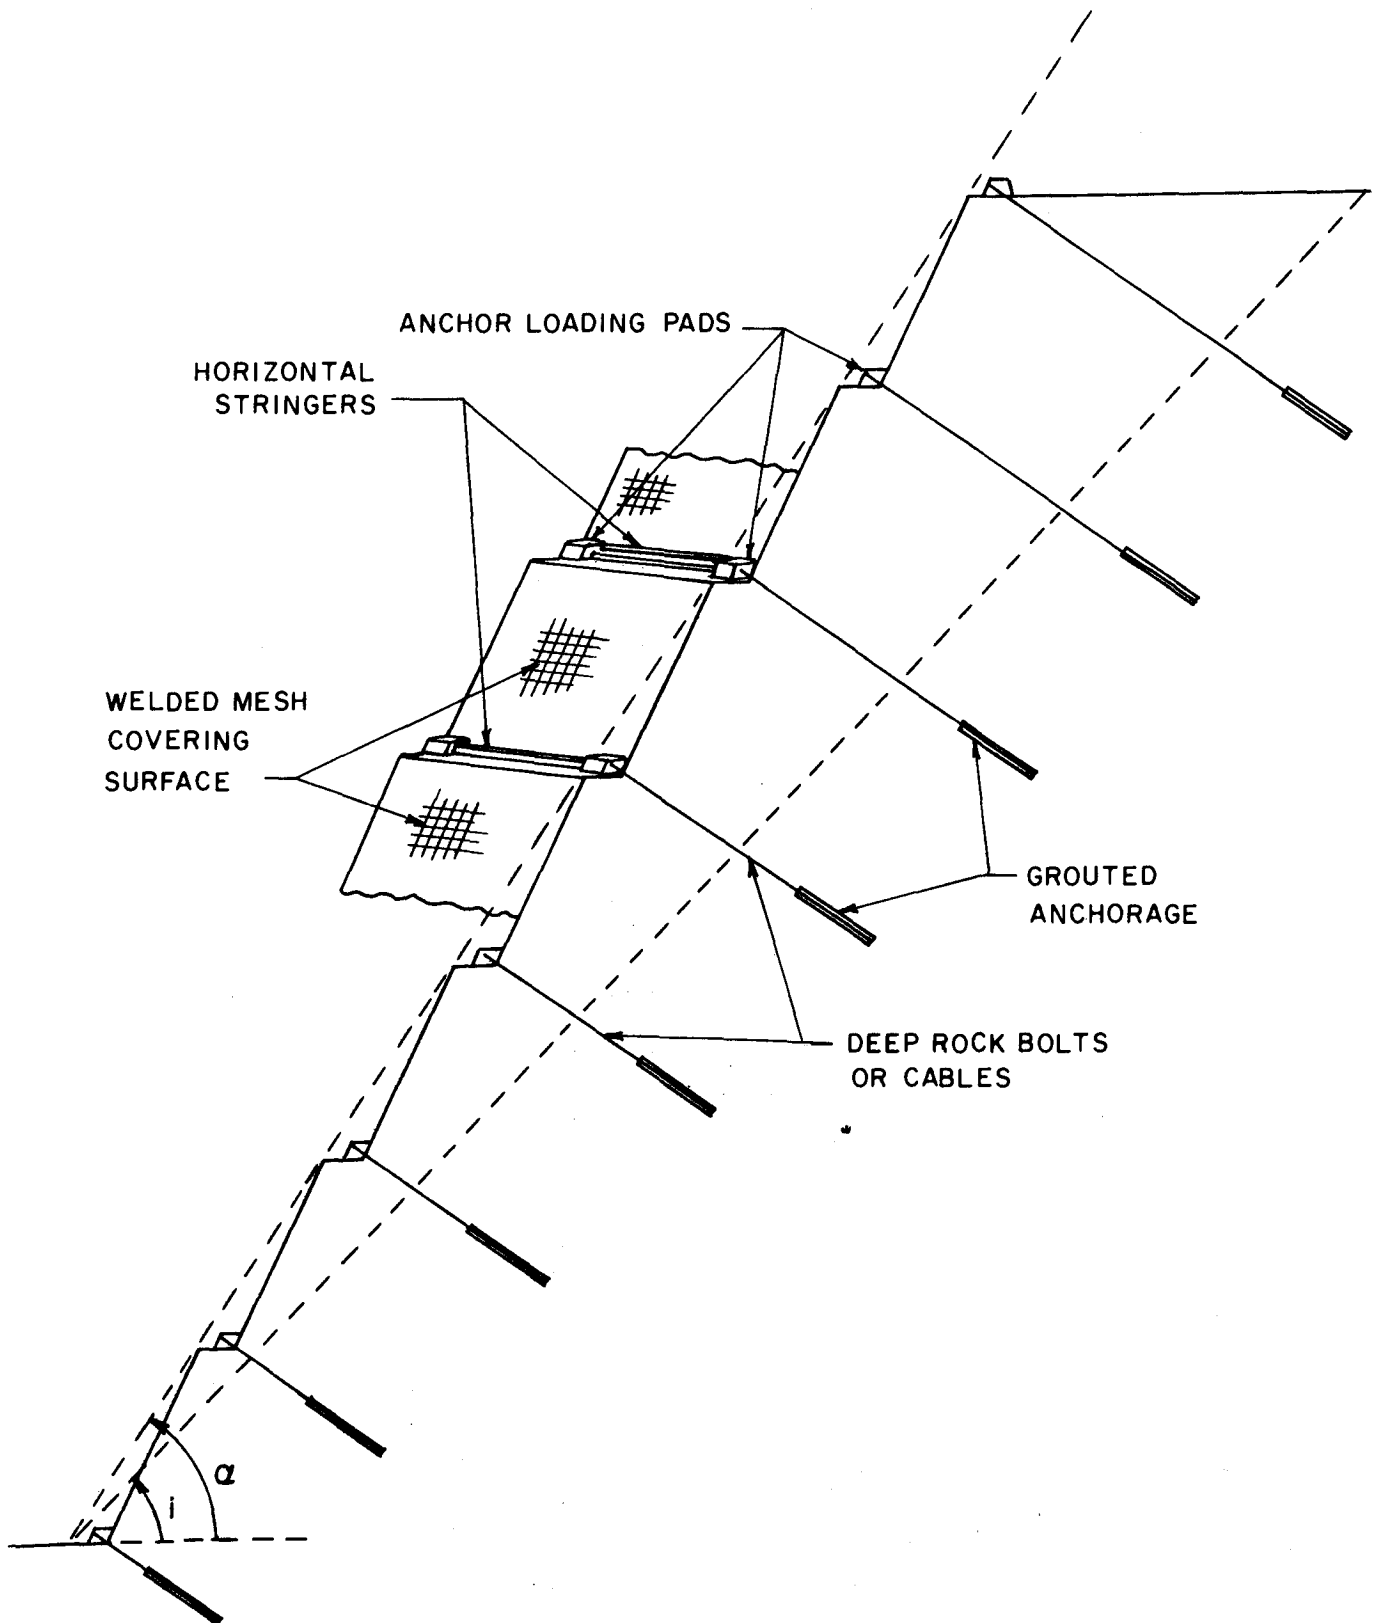 ANCHOR LOADING PADS
HORIZONTAL
STRINGERS
WELDED MESH
COVERING
SURFACE
GROUTED
ANCHORAGE
DEEP ROCK BOLTS
OR CABLES
α
i